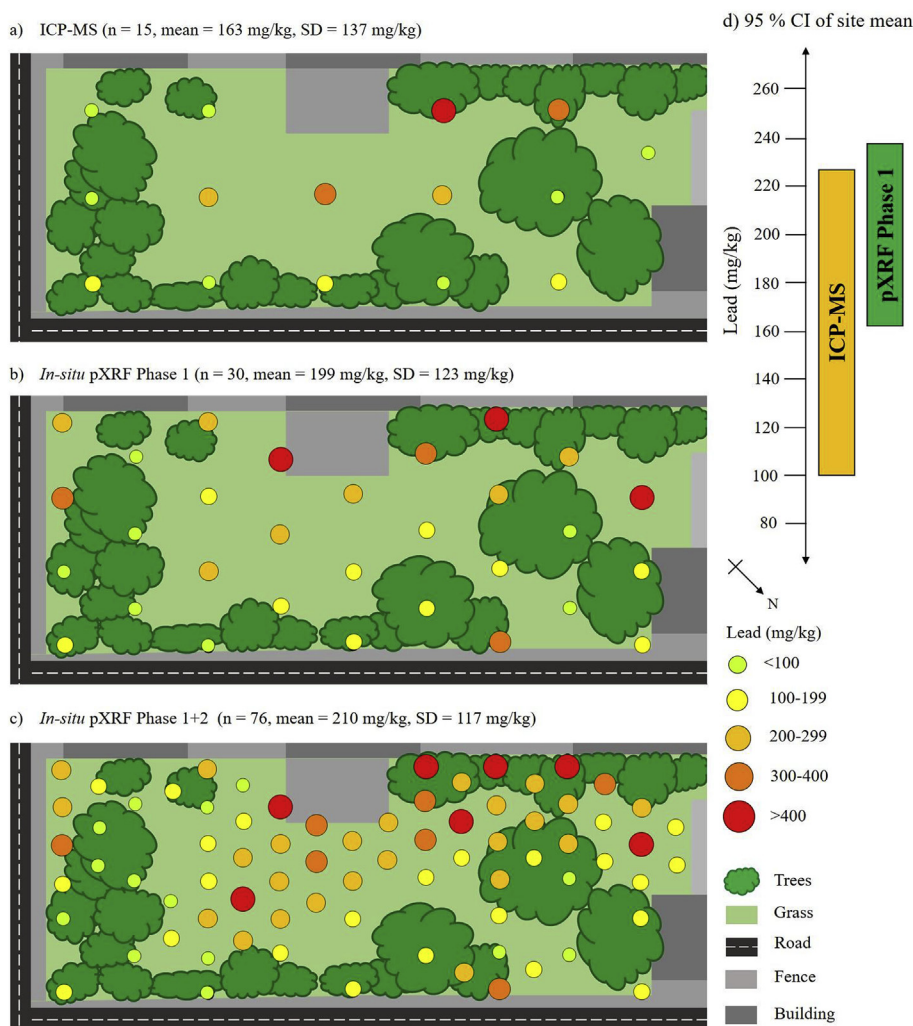 a) ICP-MS (n = 15, mean = 163 mg/kg, SD = 137 mg/kg)
b) In-situ pXRF Phase 1 (n = 30, mean = 199 mg/kg, SD = 123 mg/kg)
c) In-situ pXRF Phase 1+2 (n = 76, mean = 210 mg/kg, SD = 117 mg/kg)
d) 95 % CI of site mean
260
240
220
200
180
160
140
120
100
80
Lead (mg/kg)
ICP-MS
pXRF Phase 1
N
Lead (mg/kg)
<100
100-199
200-299
300-400
>400
Trees
Grass
Road
Fence
Building